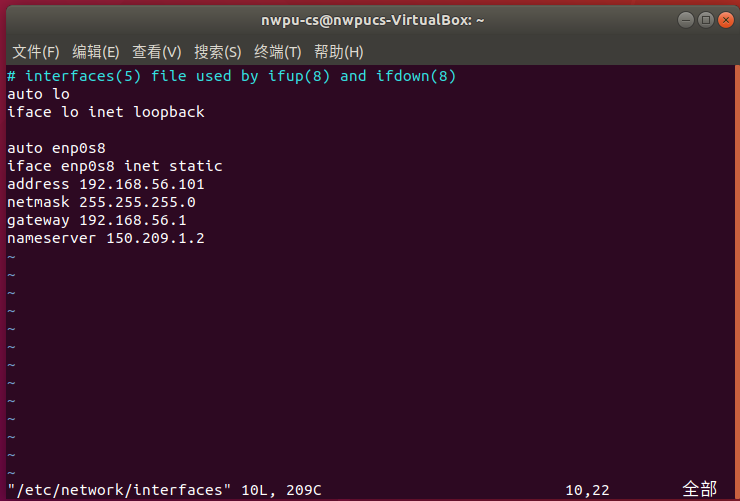 nwpu-cs@nwpucs-VirtualBox: ~
文件(F) 编辑(E) 查看(V) 搜索(S) 终端(T) 帮助(H)
# interfaces(5) file used by ifup(8) and ifdown(8)
auto lo
iface lo inet loopback
auto enp0s8
iface enp0s8 inet static
address 192.168.56.101
netmask 255.255.255.0
gateway 192.168.56.1
nameserver 150.209.1.2
~
~
~
~
~
~
~
~
~
~
~
~
~
"/etc/network/interfaces" 10L, 209C 10,22 全部